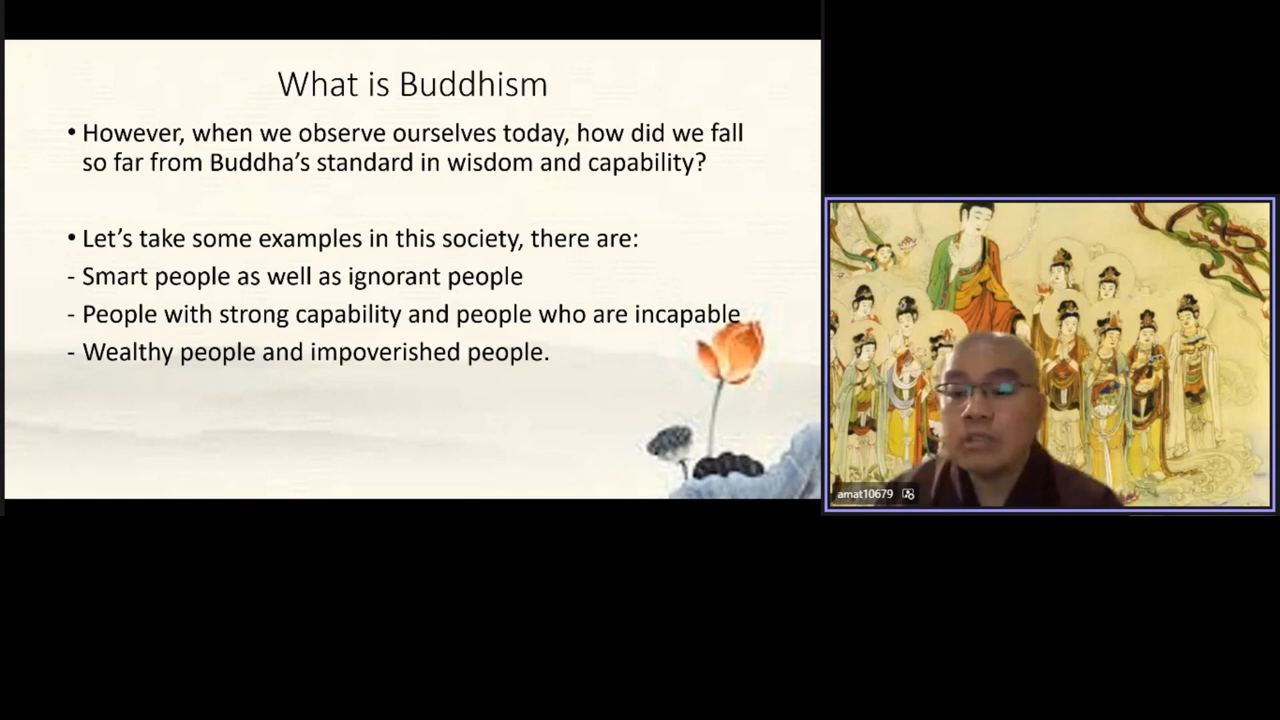 What is Buddhism
• However, when we observe ourselves today, how did we fall
so far from Buddha’s standard in wisdom and capability?
• Let’s take some examples in this society, there are:
- Smart people as well as ignorant people
- People with strong capability and people who are incapable
- Wealthy people and impoverished people.
amat10679